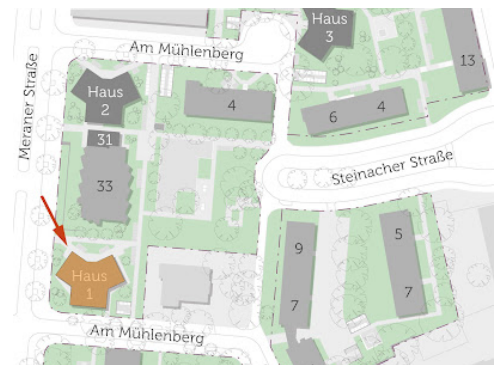 Haus
3
Am Mühlenberg
13
Meraner Straße
Haus
2
4
6
4
31
33
Steinacher Straße
9
5
Haus
1
7
7
Am Mühlenberg